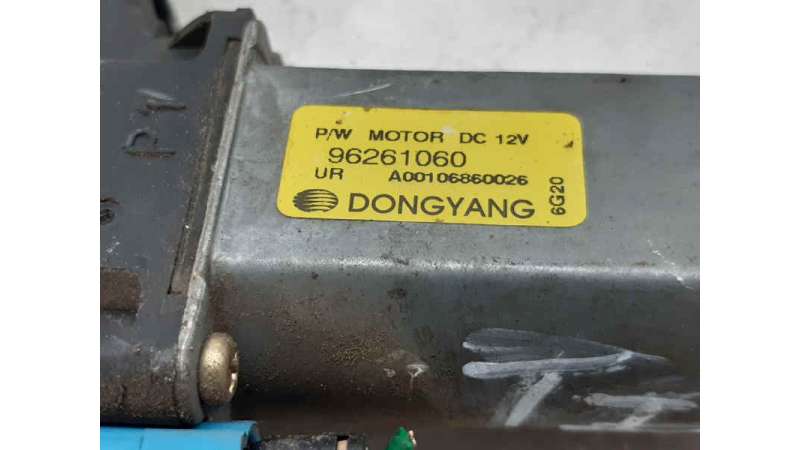 P/W MOTOR DC 12V
96261060
UR A00106860026
DONGYANG
6G20